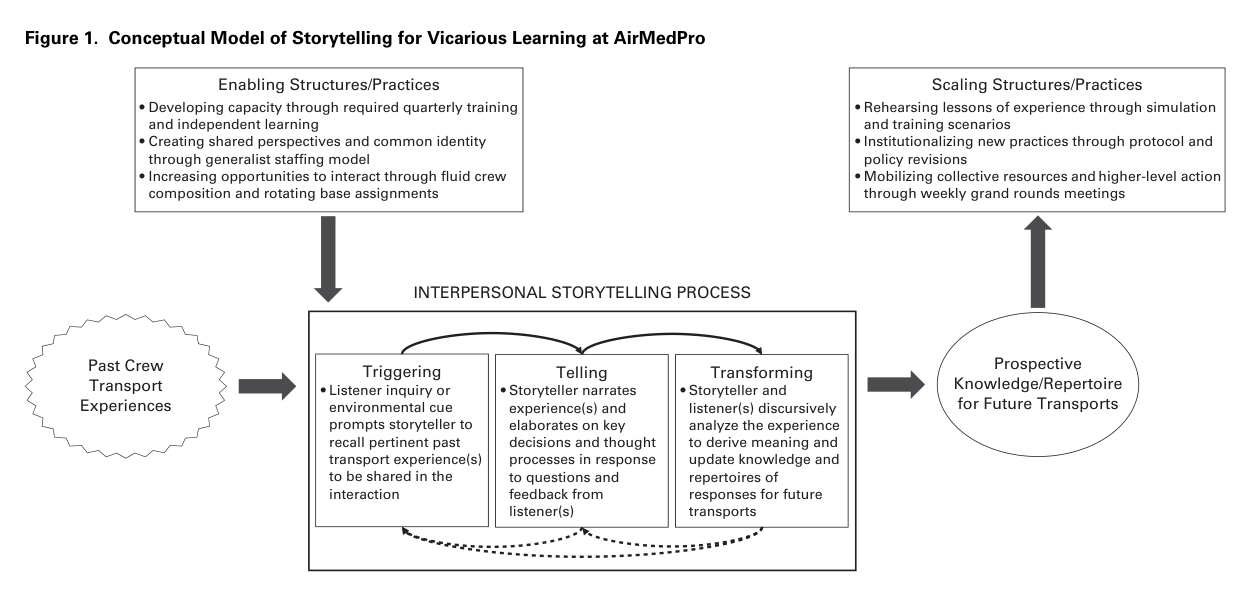 Figure 1. Conceptual Model of Storytelling for Vicarious Learning at AirMedPro
Enabling Structures/Practices
• Developing capacity through required quarterly training
and independent learning
• Creating shared perspectives and common identity
through generalist staffing model
• Increasing opportunities to interact through fluid crew
composition and rotating base assignments
Scaling Structures/Practices
• Rehearsing lessons of experience through simulation
and training scenarios
• Institutionalizing new practices through protocol and
policy revisions
• Mobilizing collective resources and higher-level action
through weekly grand rounds meetings
INTERPERSONAL STORYTELLING PROCESS
Past Crew
Transport
Experiences
Triggering
• Listener inquiry or
environmental cue
prompts storyteller to
recall pertinent past
transport experience(s)
to be shared in the
interaction
Telling
• Storyteller narrates
experience(s) and
elaborates on key
decisions and thought
processes in response
to questions and
feedback from
listener(s)
Transforming
• Storyteller and
listener(s) discursively
analyze the experience
to derive meaning and
update knowledge and
repertoires of
responses for future
transports
Prospective
Knowledge/Repertoire
for Future Transports